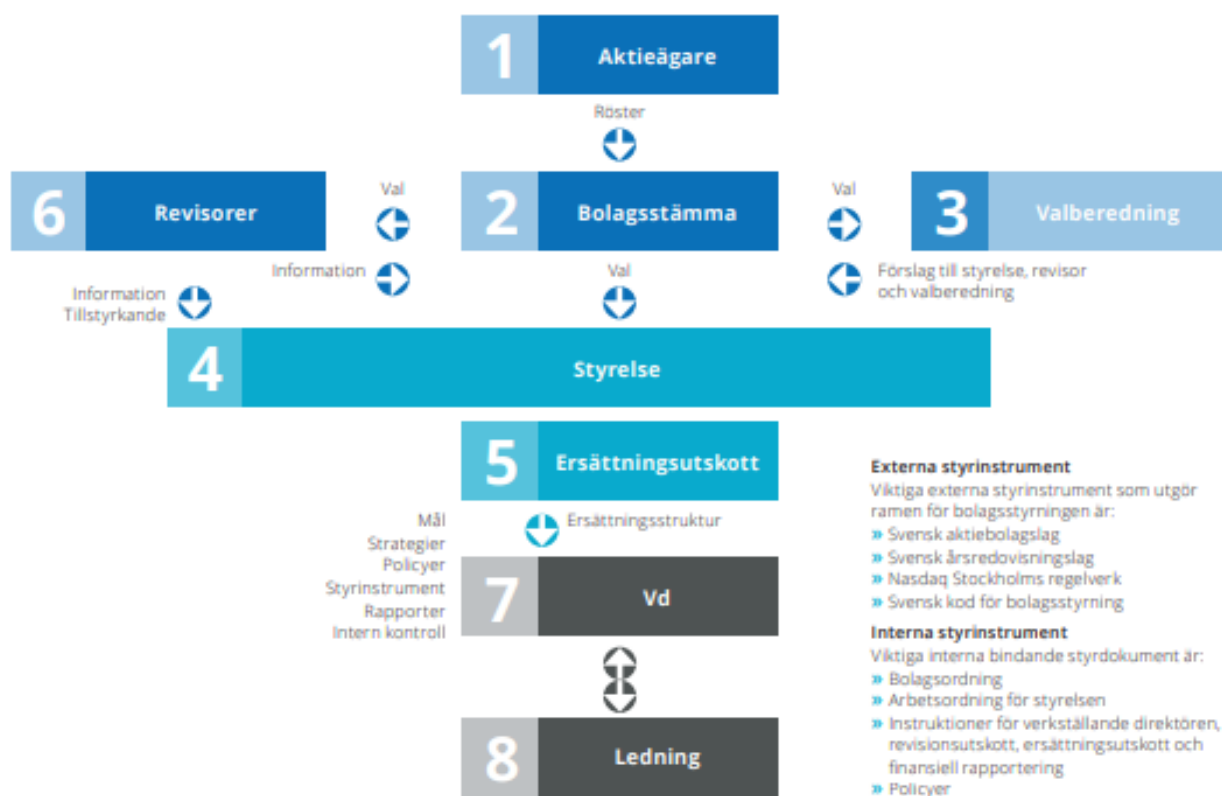 1 Aktieägare
Röster
6 Revisorer
Val
2 Bolagsstämma
Val
3 Valberedning
Information
Val
Förslag till styrelse, revisor
och valberedning
Information
Tillstyrkande
4 Styrelse
5 Ersättningsutskott
Ersättningsstruktur
Mål
Strategier
Policyer
Styrinstrument
Rapporter
Intern kontroll
7 Vd
8 Ledning
Externa styrinstrument
Viktiga externa styrinstrument som utgör
ramen för bolagsstyrningen är:
» Svensk aktiebolagslag
» Svensk årsredovisningslag
» Nasdaq Stockholms regelverk
» Svensk kod för bolagsstyrning
Interna styrinstrument
Viktiga interna bindande styrdokument är:
» Bolagsordning
» Arbetsordning för styrelsen
» Instruktioner för verkställande direktören,
revisionsutskott, ersättningsutskott och
finansiell rapportering
» Policyer